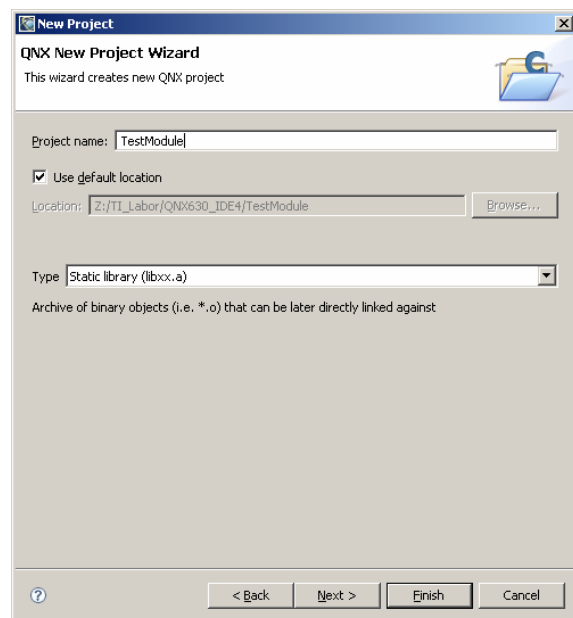 New Project
QNX New Project Wizard
This wizard creates new QNX project
Project name: TestModule
Use default location
Location: Z:/TI_Labor/QNX630_IDE4/TestModule Browse...
Type Static library (libxx.a)
Archive of binary objects (i.e. *.o) that can be later directly linked against
? < Back Next > Finish Cancel